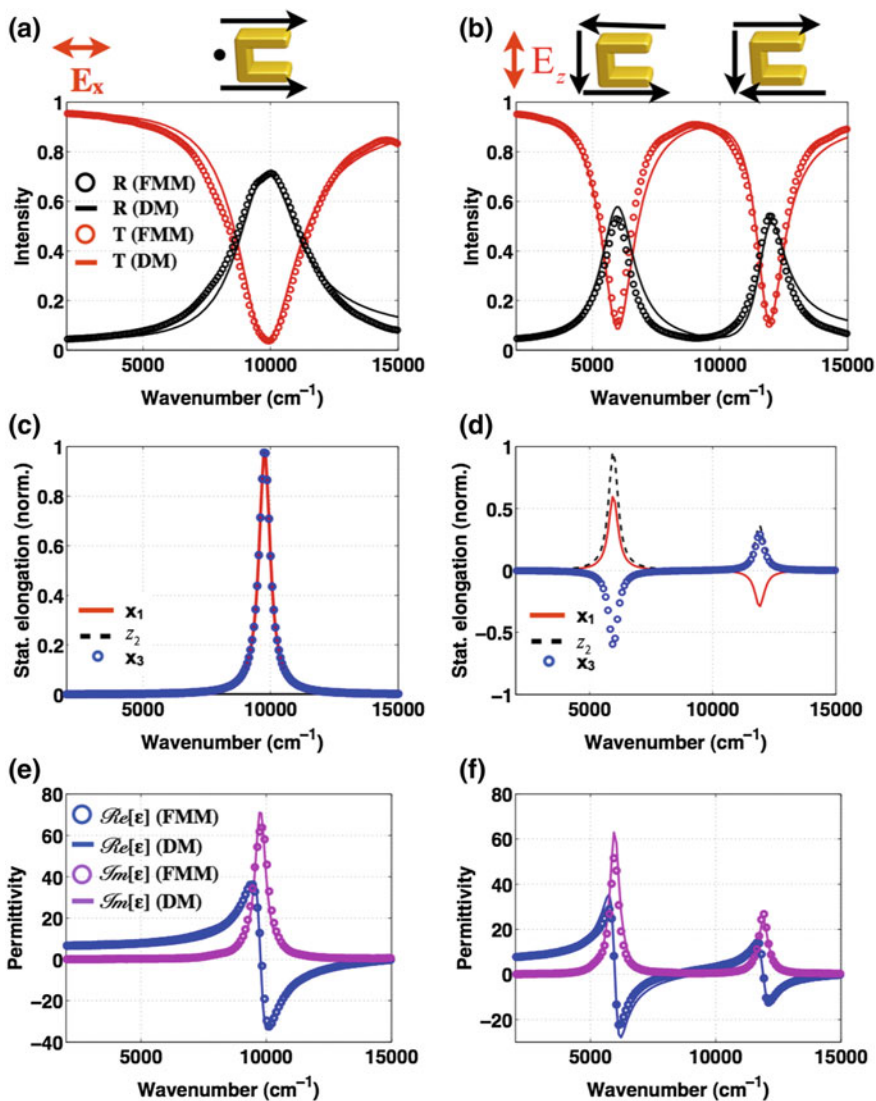 (a)
E_x
(b)
E_z
Intensity
1
0.8
0.6
0.4
0.2
0
R (FMM)
R (DM)
T (FMM)
T (DM)
5000 10000 15000
Wavenumber (cm⁻¹)
Intensity
1
0.8
0.6
0.4
0.2
0
5000 10000 15000
Wavenumber (cm⁻¹)
(c)
Stat. elongation (norm.)
1
0.8
0.6
0.4
0.2
0
x₁
z₂
x₃
5000 10000 15000
Wavenumber (cm⁻¹)
(d)
Stat. elongation (norm.)
1
0.5
0
−0.5
−1
x₁
z₂
x₃
5000 10000 15000
Wavenumber (cm⁻¹)
(e)
Permittivity
80
60
40
20
0
−20
−40
ℛe[ε] (FMM)
ℛe[ε] (DM)
ℐm[ε] (FMM)
ℐm[ε] (DM)
5000 10000 15000
Wavenumber (cm⁻¹)
(f)
Permittivity
80
60
40
20
0
−20
5000 10000 15000
Wavenumber (cm⁻¹)